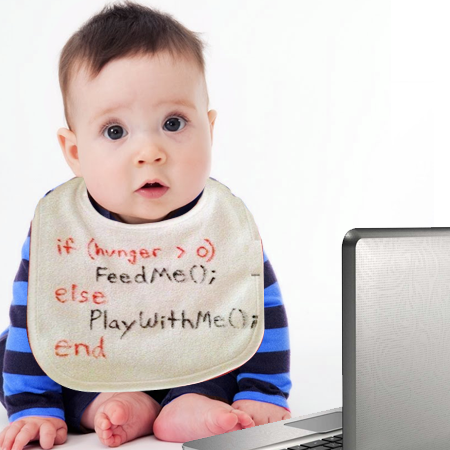 if (hunger > 0)
FeedMe();
else
PlayWithMe();
end